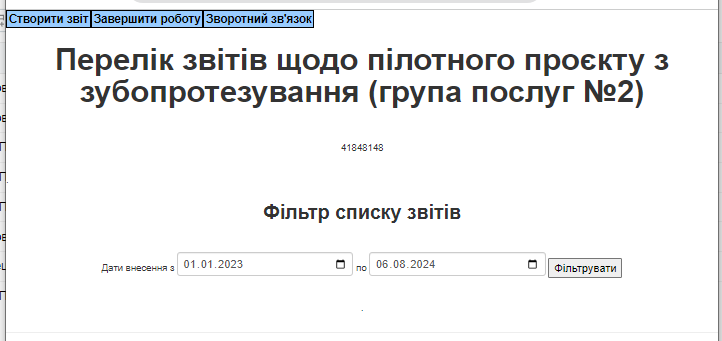 Створити звіт Завершити роботу Зворотний зв'язок
Перелік звітів щодо пілотного проєкту з
зубопротезування (група послуг №2)
41848148
Фільтр списку звітів
Дати внесення з 01.01.2023 по 06.08.2024 Фільтрувати